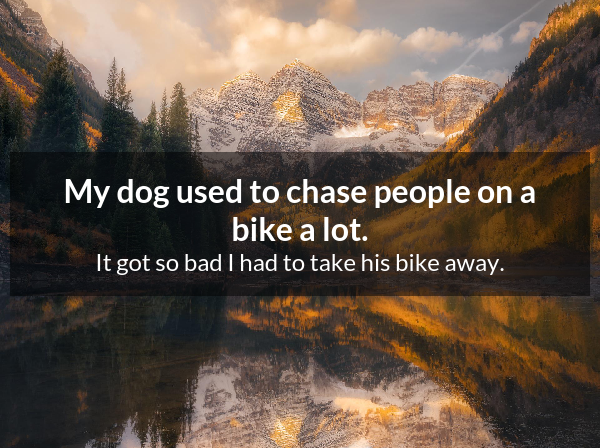 My dog used to chase people on a
bike a lot.
It got so bad I had to take his bike away.